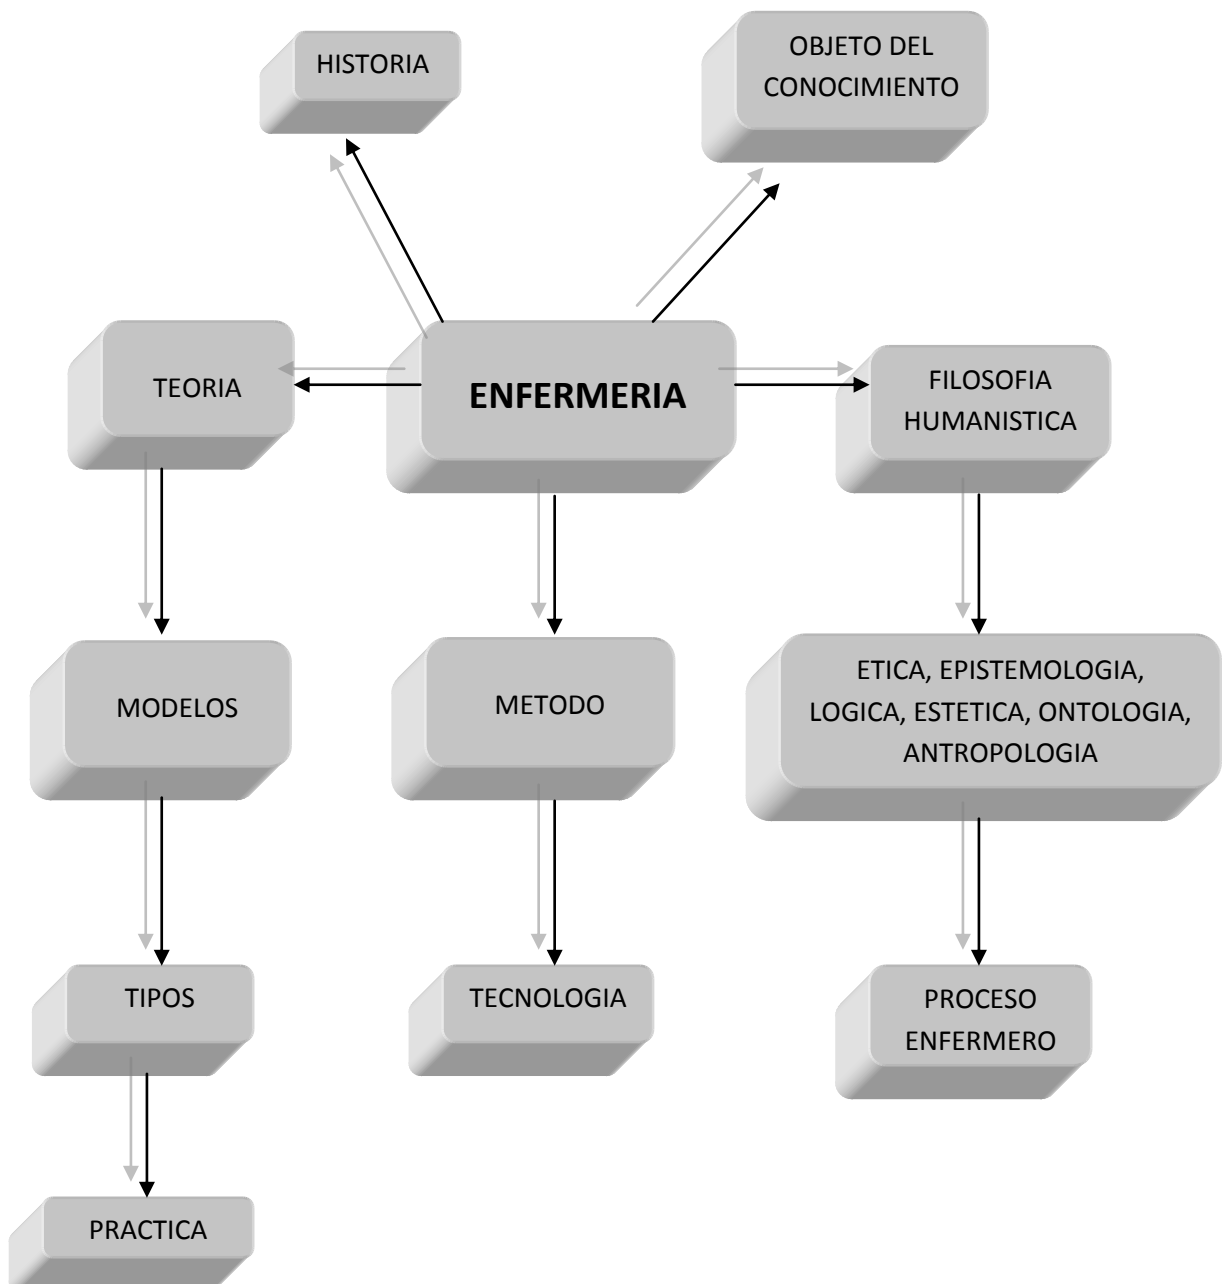 HISTORIA
OBJETO DEL
CONOCIMIENTO
TEORIA
ENFERMERIA
FILOSOFIA
HUMANISTICA
MODELOS
METODO
ETICA, EPISTEMOLOGIA,
LOGICA, ESTETICA, ONTOLOGIA,
ANTROPOLOGIA
TIPOS
TECNOLOGIA
PROCESO
ENFERMERO
PRACTICA